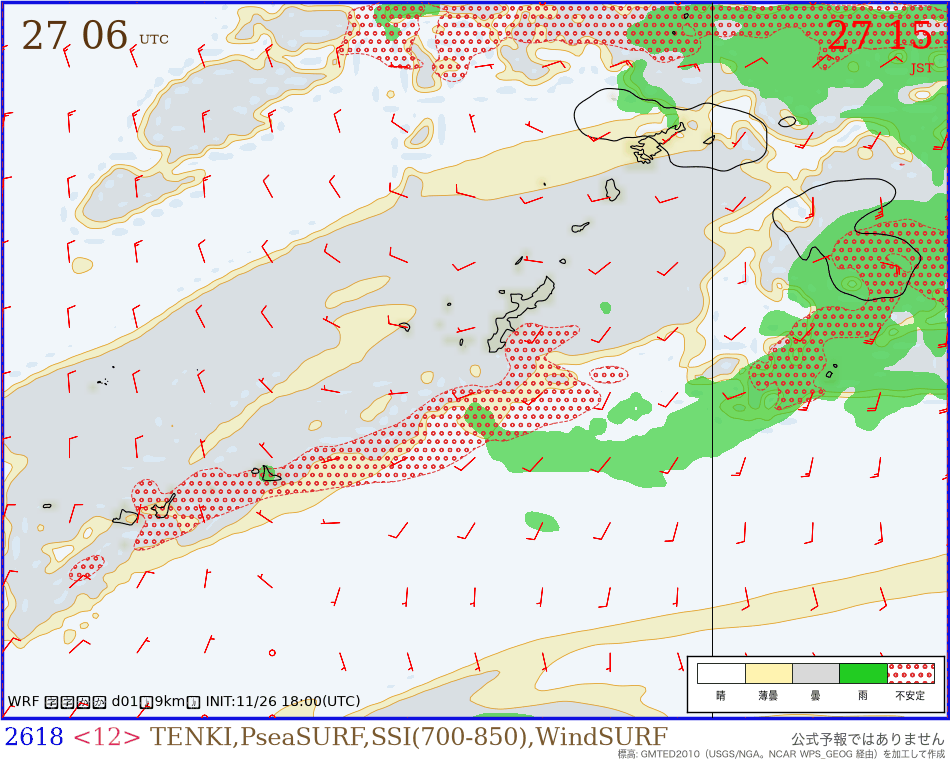 27 06 UTC
27 15
JST
晴 薄曇 曇 雨 不安定
WRF d01 9km INIT:11/26 18:00(UTC)
2618 <12> TENKI,PseaSURF,SSI(700-850),WindSURF
公式予報ではありません
標高: GMTED2010（USGS/NGA。NCAR WPS_GEOG 経由）を加工して作成